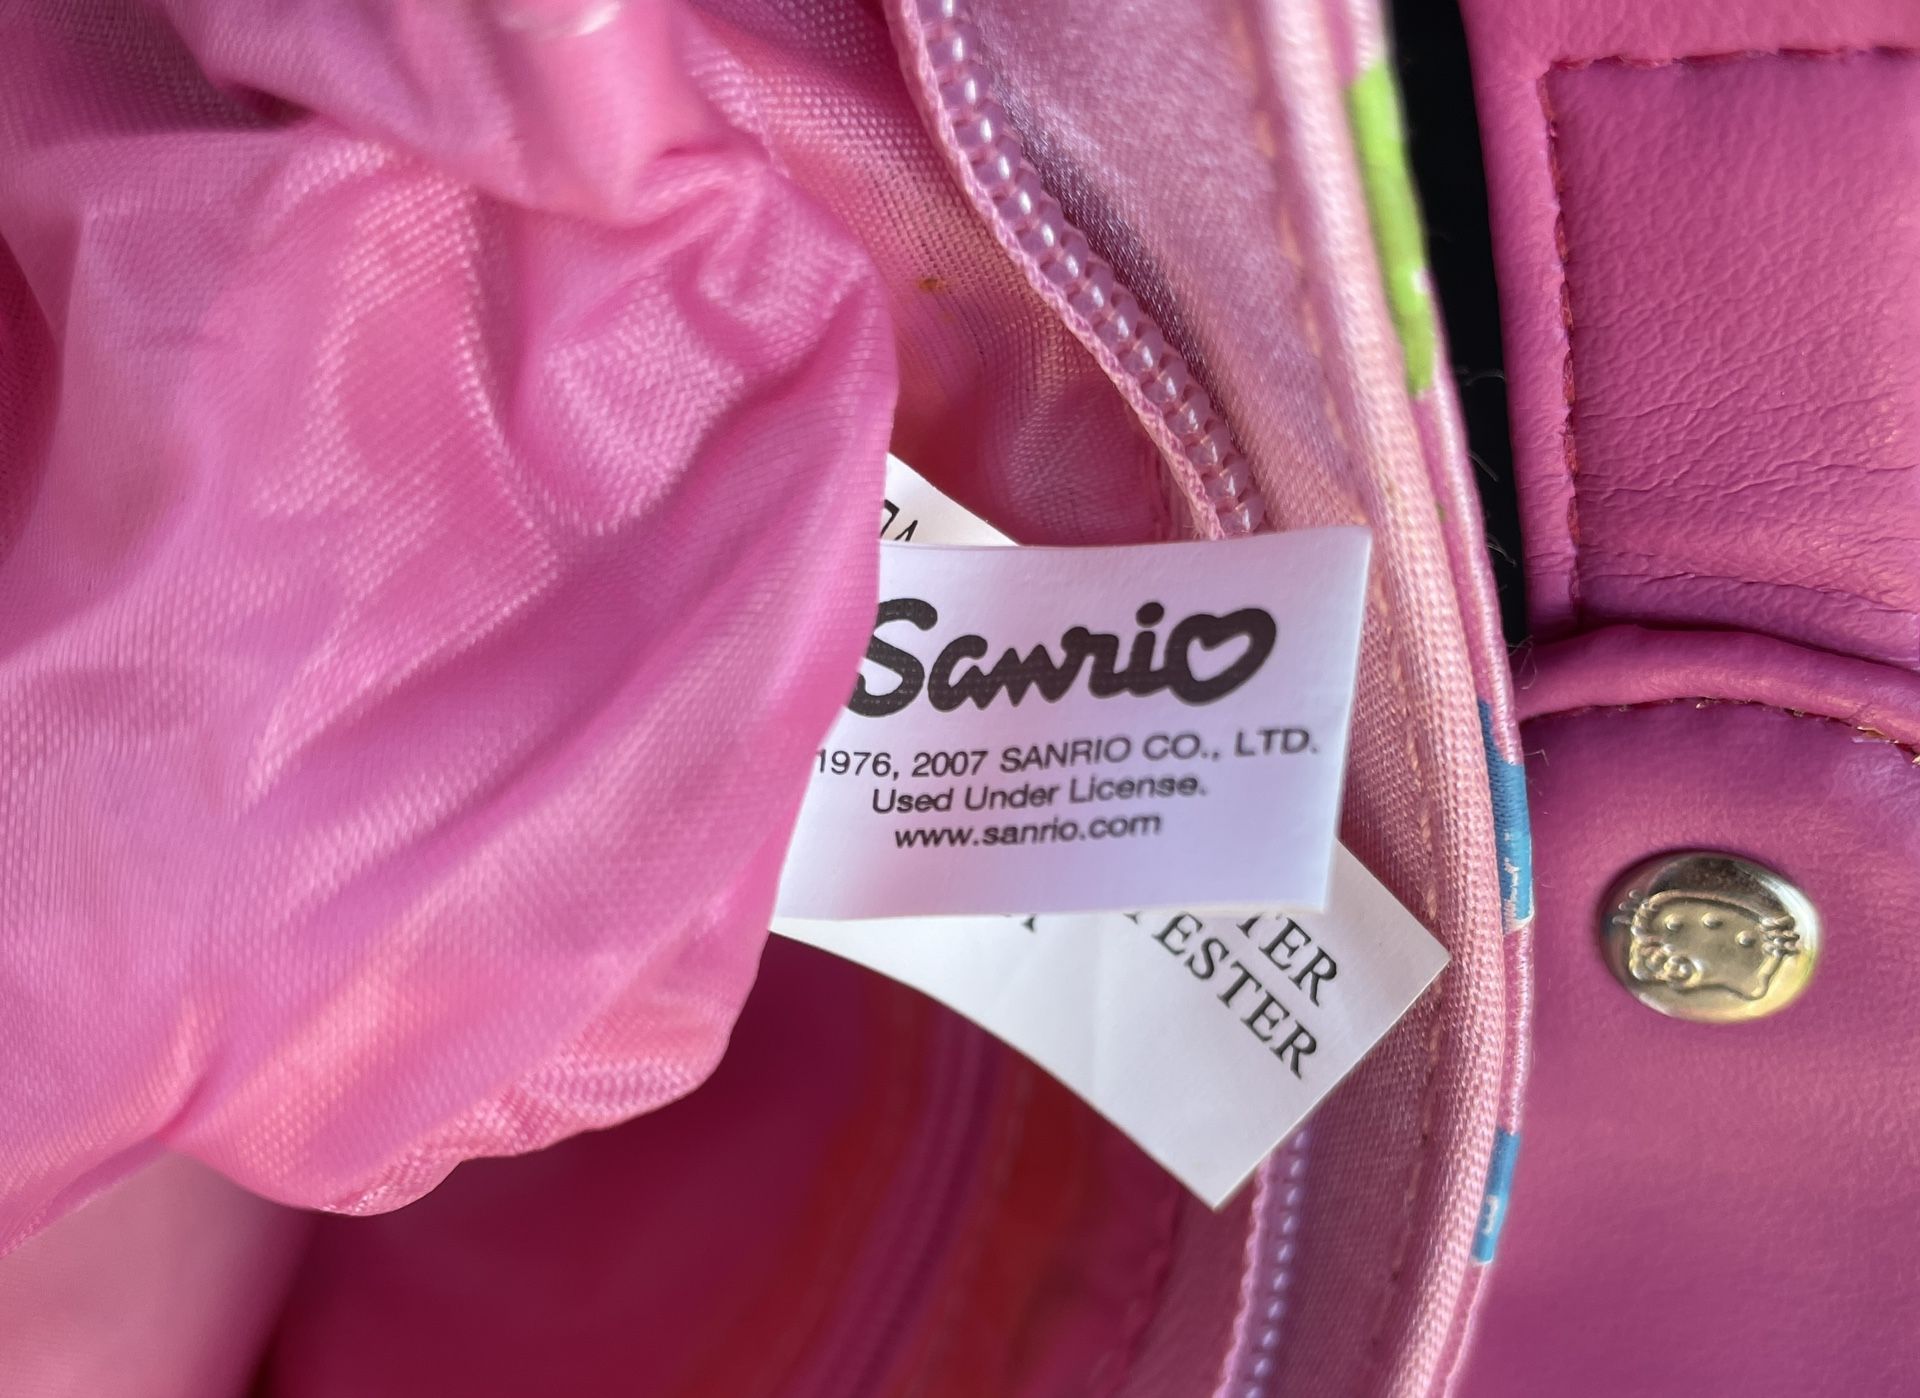 Sanrio
1976, 2007 SANRIO CO., LTD.
Used Under License.
www.sanrio.com